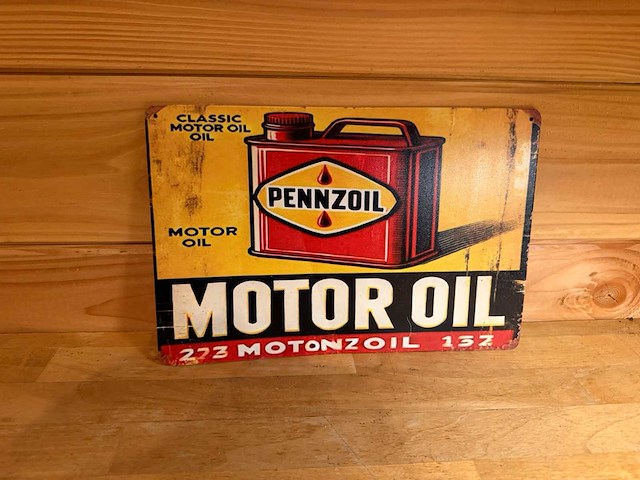 CLASSIC
MOTOR OIL
OIL
PENNZOIL
MOTOR
OIL
MOTOR OIL
273 MOTONZOIL 132